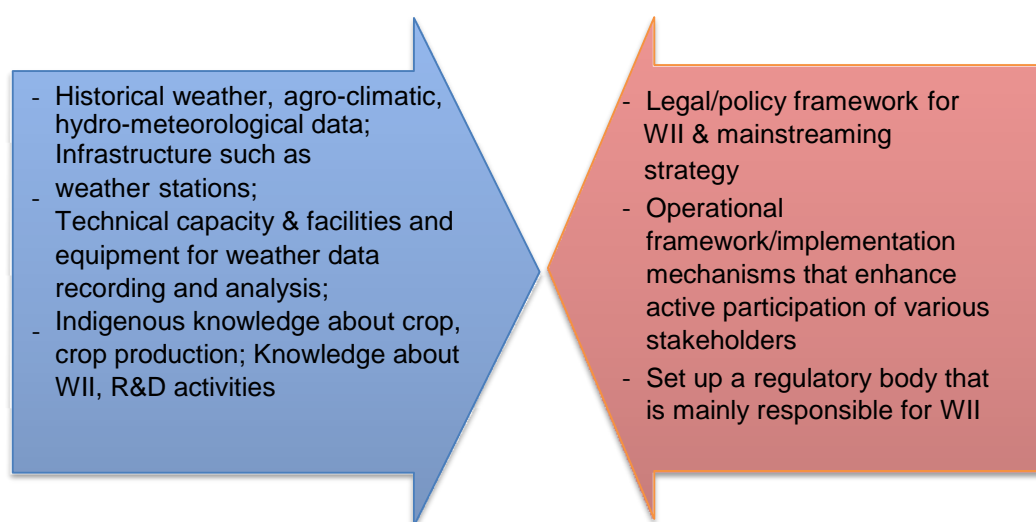 - Historical weather, agro-climatic,
hydro-meteorological data;
Infrastructure such as
- weather stations;
Technical capacity & facilities and
equipment for weather data
recording and analysis;
- Indigenous knowledge about crop,
crop production; Knowledge about
WII, R&D activities
- Legal/policy framework for
WII & mainstreaming
strategy
- Operational
framework/implementation
mechanisms that enhance
active participation of various
stakeholders
- Set up a regulatory body that
is mainly responsible for WII